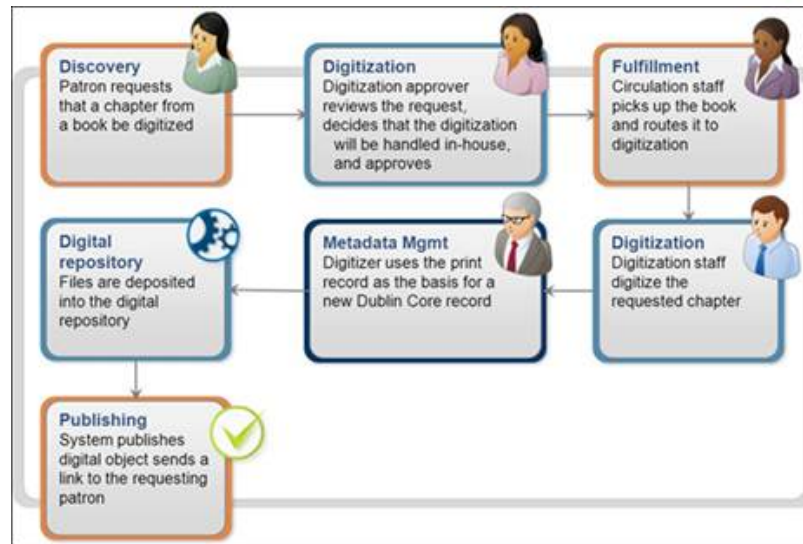 Discovery
Patron requests
that a chapter from
a book be digitized
Digitization
Digitization approver
reviews the request,
decides that the digitization
will be handled in-house,
and approves
Fulfillment
Circulation staff
picks up the book
and routes it to
digitization
Digitization
Digitization staff
digitize the
requested chapter
Metadata Mgmt
Digitizer uses the print
record as the basis for a
new Dublin Core record
Digital
repository
Files are deposited
into the digital
repository
Publishing
System publishes
digital object sends a
link to the requesting
patron